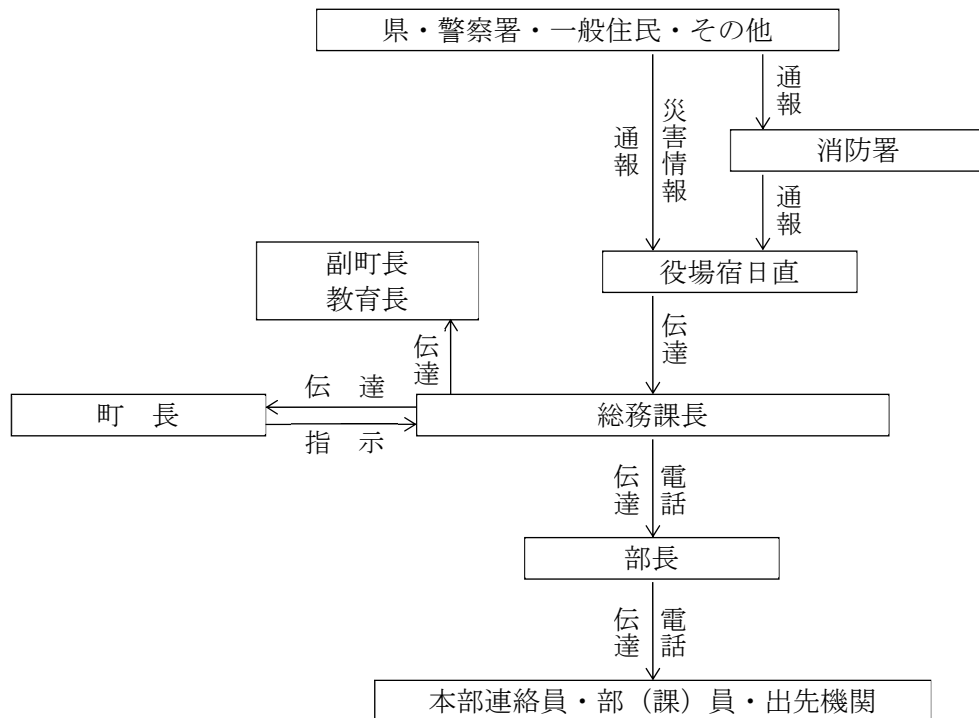 県・警察署・一般住民・その他
通報
災害情報
通報
消防署
通報
副町長
教育長
役場宿日直
伝達
伝達
伝　達
町　長
総務課長
指　示
伝達
電話
部長
伝達
電話
本部連絡員・部（課）員・出先機関